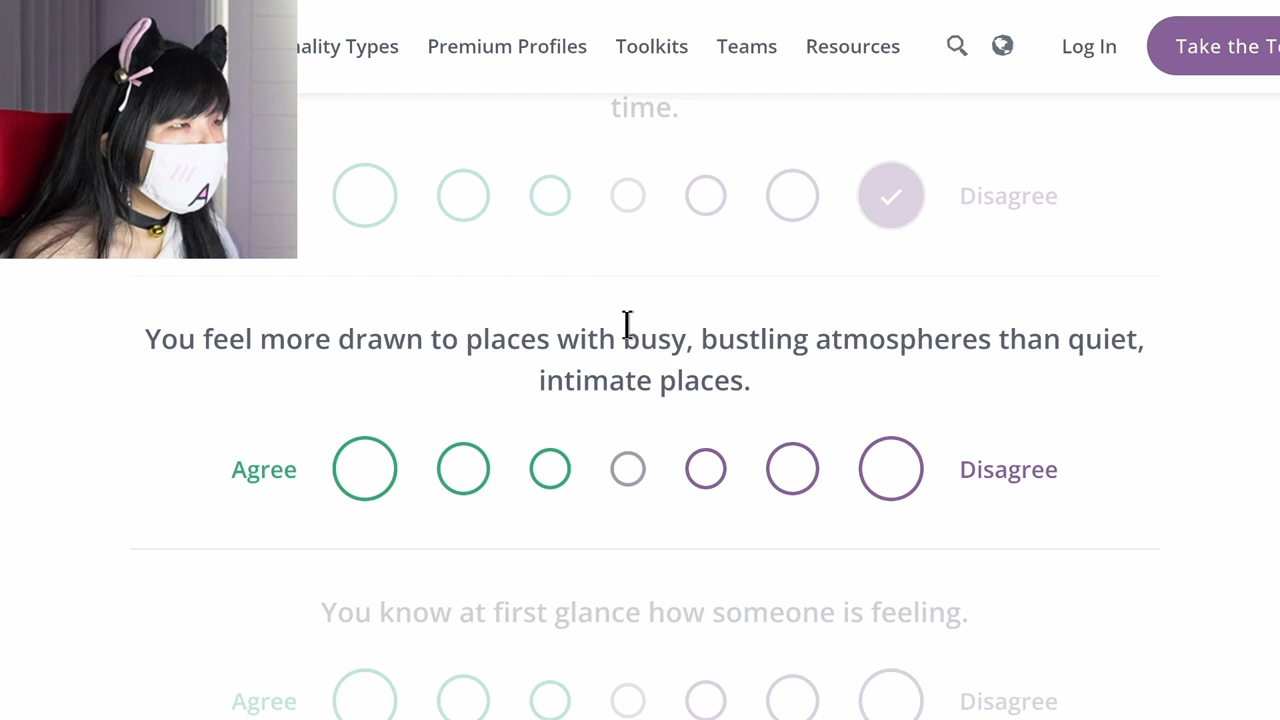 nality Types Premium Profiles Toolkits Teams Resources Log In Take the Te
time.
Disagree
You feel more drawn to places with busy, bustling atmospheres than quiet,
intimate places.
Agree Disagree
You know at first glance how someone is feeling.
Agree Disagree
A